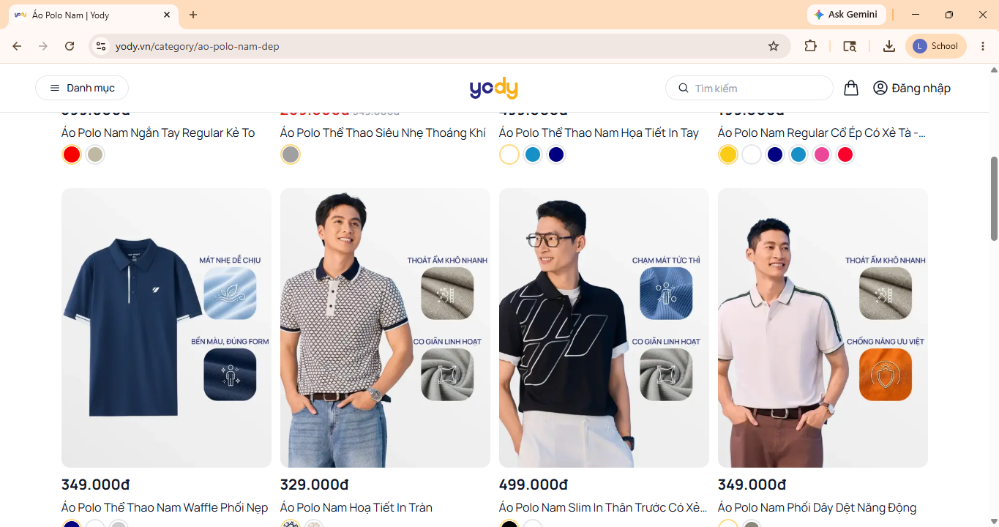 yody Áo Polo Nam | Yody
Ask Gemini
yody.vn/category/ao-polo-nam-dep
L School
Danh mục
yody
Tìm kiếm
Đăng nhập
499.000đ
Áo Polo Nam Ngắn Tay Regular Kẻ To
Áo Polo Thể Thao Siêu Nhẹ Thoáng Khí
Áo Polo Thể Thao Nam Họa Tiết In Tay
Áo Polo Nam Regular Cổ Ép Có Xẻ Tà -...
MÁT NHẸ DỄ CHỊU
BỀN MÀU, ĐÚNG FORM
THOÁT ẨM KHÔ NHANH
CO GIÃN LINH HOẠT
CHẠM MÁT TỨC THÌ
CO GIÃN LINH HOẠT
THOÁT ẨM KHÔ NHANH
CHỐNG NẮNG ƯU VIỆT
349.000đ
329.000đ
499.000đ
349.000đ
Áo Polo Thể Thao Nam Waffle Phối Nẹp
Áo Polo Nam Hoạ Tiết In Tràn
Áo Polo Nam Slim In Thân Trước Có Xẻ...
Áo Polo Nam Phối Dây Dệt Năng Động